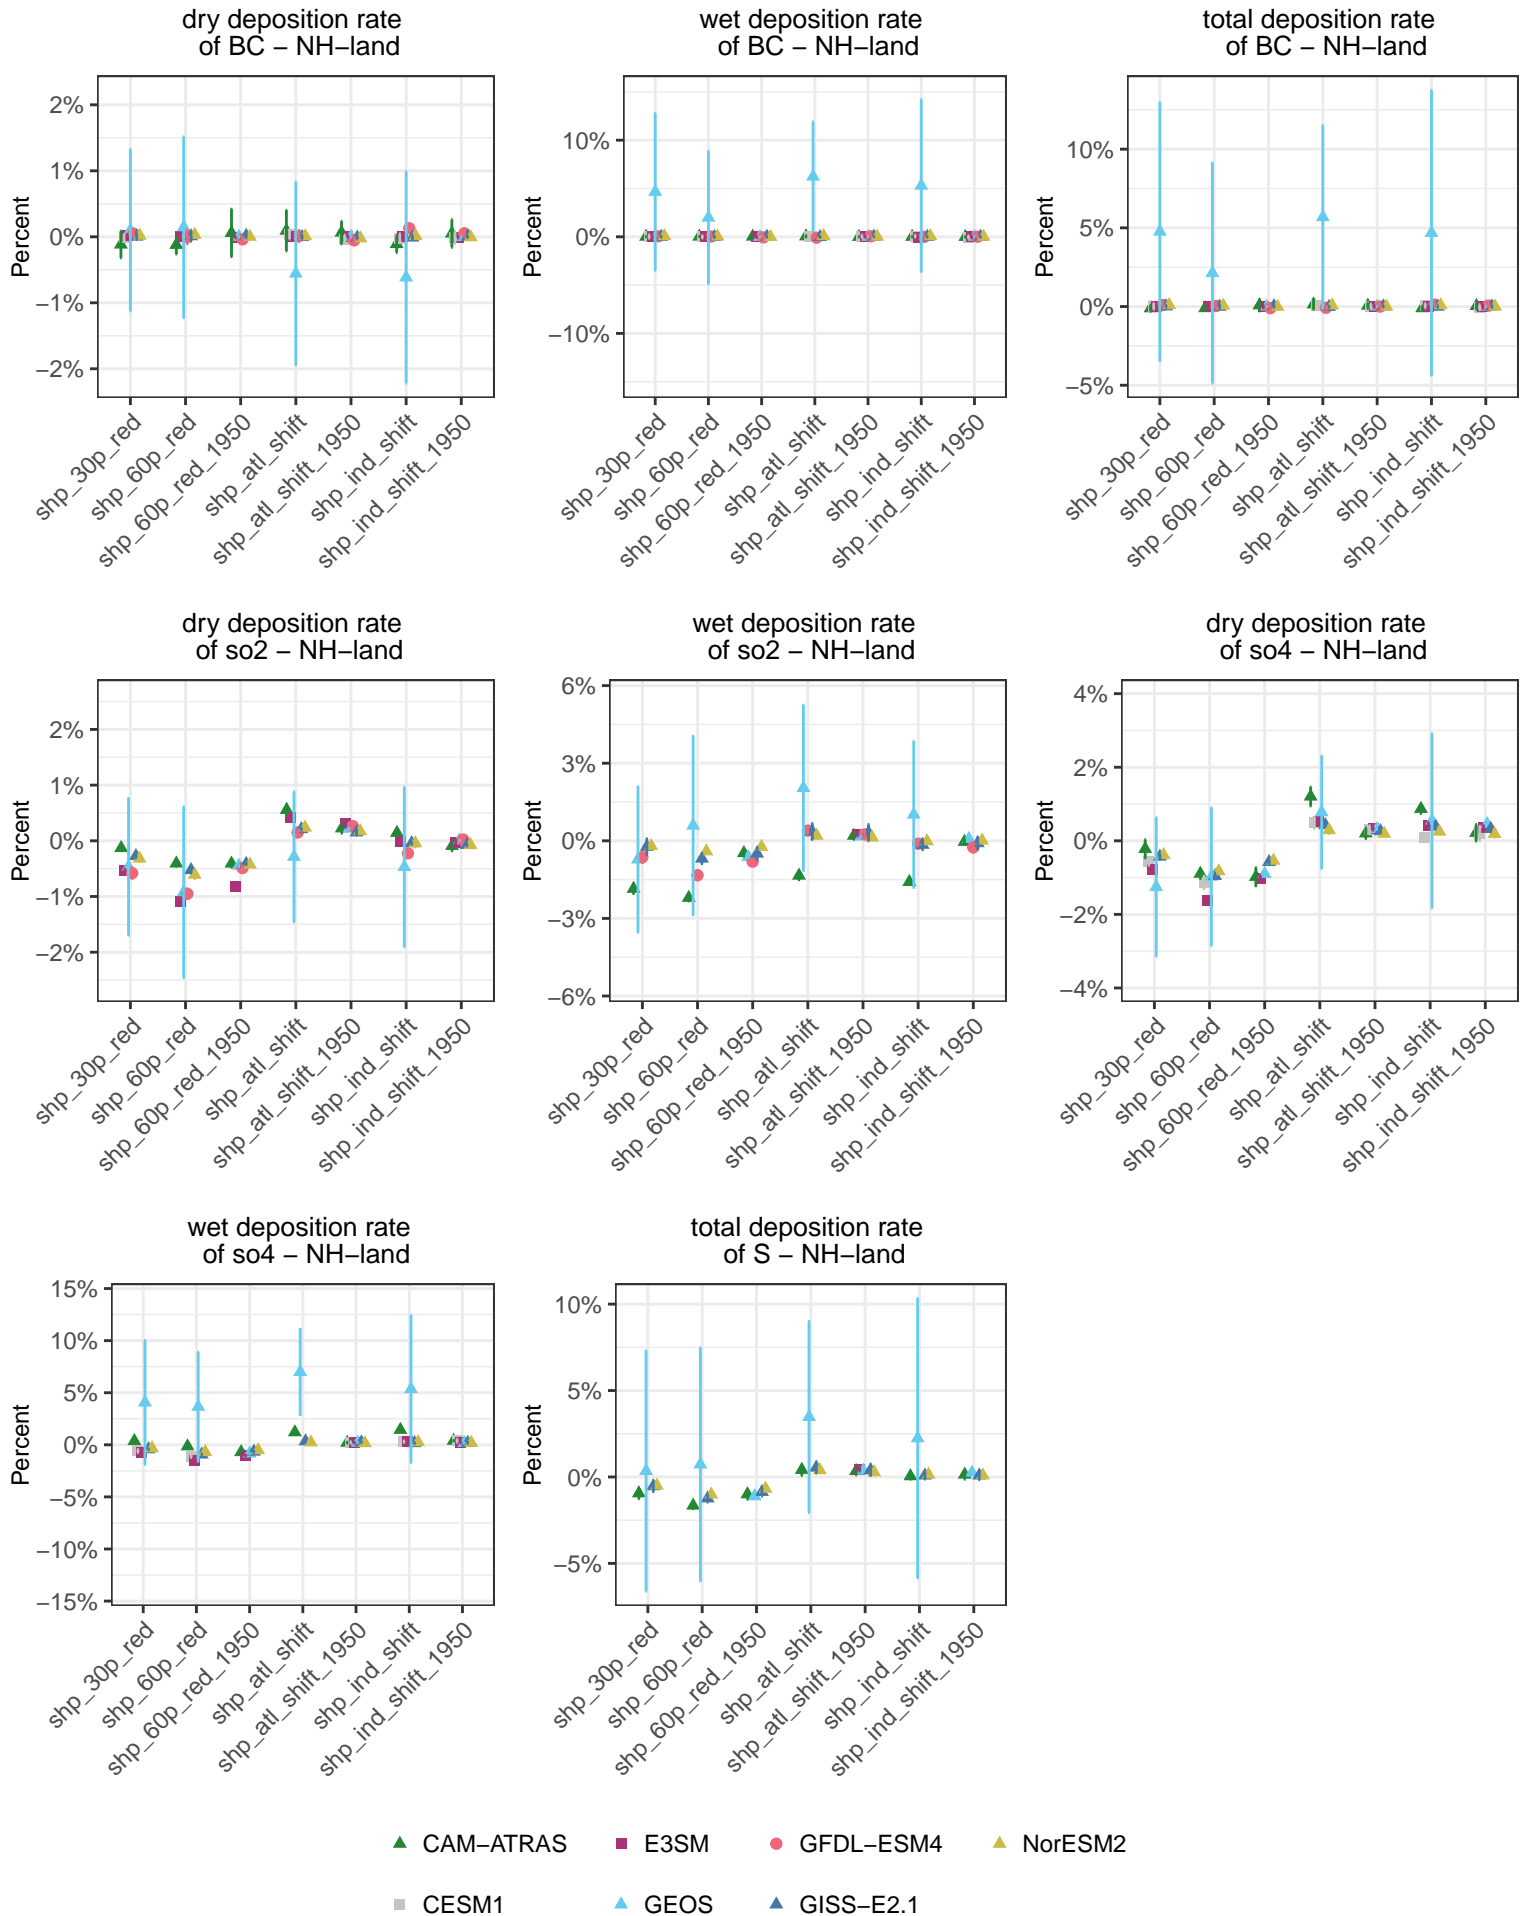 dry deposition rate
of BC − NH−land
Percent
2%
1%
0%
−1%
−2%
shp_30p_red
shp_60p_red
shp_60p_red_1950
shp_atl_shift
shp_atl_shift_1950
shp_ind_shift
shp_ind_shift_1950
wet deposition rate
of BC − NH−land
Percent
10%
0%
−10%
shp_30p_red
shp_60p_red
shp_60p_red_1950
shp_atl_shift
shp_atl_shift_1950
shp_ind_shift
shp_ind_shift_1950
total deposition rate
of BC − NH−land
Percent
10%
5%
0%
−5%
shp_30p_red
shp_60p_red
shp_60p_red_1950
shp_atl_shift
shp_atl_shift_1950
shp_ind_shift
shp_ind_shift_1950
dry deposition rate
of so2 − NH−land
Percent
2%
1%
0%
−1%
−2%
shp_30p_red
shp_60p_red
shp_60p_red_1950
shp_atl_shift
shp_atl_shift_1950
shp_ind_shift
shp_ind_shift_1950
wet deposition rate
of so2 − NH−land
Percent
6%
3%
0%
−3%
−6%
shp_30p_red
shp_60p_red
shp_60p_red_1950
shp_atl_shift
shp_atl_shift_1950
shp_ind_shift
shp_ind_shift_1950
dry deposition rate
of so4 − NH−land
Percent
4%
2%
0%
−2%
−4%
shp_30p_red
shp_60p_red
shp_60p_red_1950
shp_atl_shift
shp_atl_shift_1950
shp_ind_shift
shp_ind_shift_1950
wet deposition rate
of so4 − NH−land
Percent
15%
10%
5%
0%
−5%
−10%
−15%
shp_30p_red
shp_60p_red
shp_60p_red_1950
shp_atl_shift
shp_atl_shift_1950
shp_ind_shift
shp_ind_shift_1950
total deposition rate
of S − NH−land
Percent
10%
5%
0%
−5%
shp_30p_red
shp_60p_red
shp_60p_red_1950
shp_atl_shift
shp_atl_shift_1950
shp_ind_shift
shp_ind_shift_1950
CAM−ATRAS
E3SM
GFDL−ESM4
NorESM2
CESM1
GEOS
GISS−E2.1